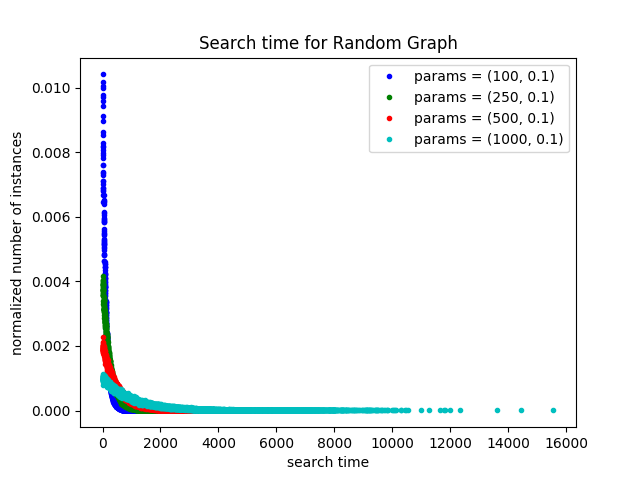 Search time for Random Graph
params = (100, 0.1)
params = (250, 0.1)
params = (500, 0.1)
params = (1000, 0.1)
normalized number of instances
0.010
0.008
0.006
0.004
0.002
0.000
0 2000 4000 6000 8000 10000 12000 14000 16000
search time